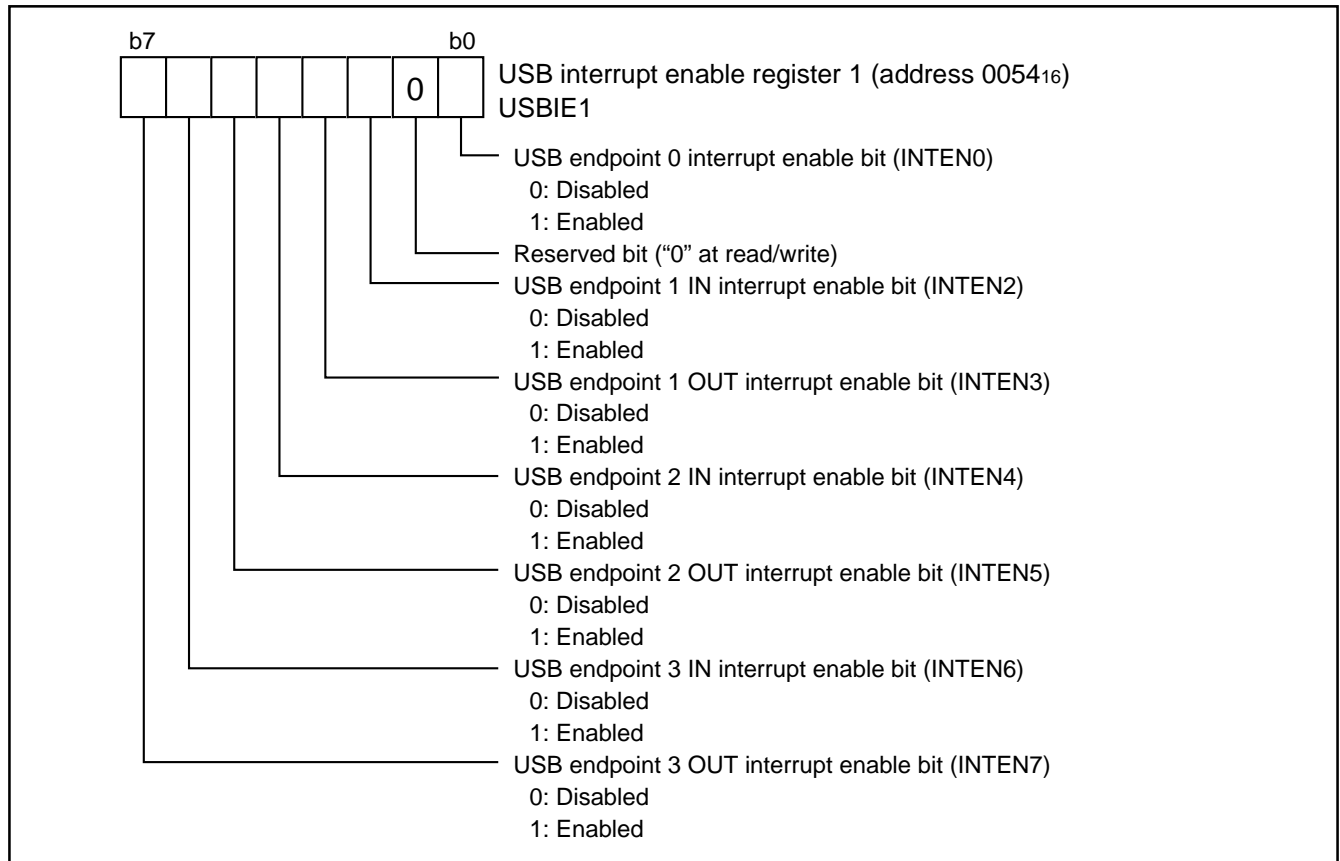 b7 b0
0
USB interrupt enable register 1 (address 0054₁₆)
USBIE1
USB endpoint 0 interrupt enable bit (INTEN0)
0: Disabled
1: Enabled
Reserved bit (“0” at read/write)
USB endpoint 1 IN interrupt enable bit (INTEN2)
0: Disabled
1: Enabled
USB endpoint 1 OUT interrupt enable bit (INTEN3)
0: Disabled
1: Enabled
USB endpoint 2 IN interrupt enable bit (INTEN4)
0: Disabled
1: Enabled
USB endpoint 2 OUT interrupt enable bit (INTEN5)
0: Disabled
1: Enabled
USB endpoint 3 IN interrupt enable bit (INTEN6)
0: Disabled
1: Enabled
USB endpoint 3 OUT interrupt enable bit (INTEN7)
0: Disabled
1: Enabled